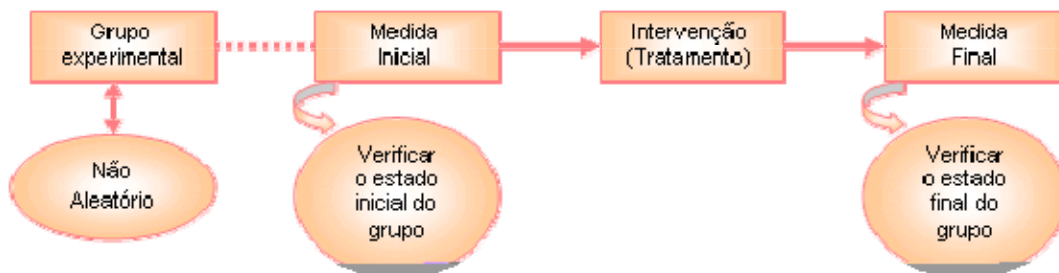 Grupo
experimental
Medida
Inicial
Intervenção
(Tratamento)
Medida
Final
Não
Aleatório
Verificar
o estado
inicial do
grupo
Verificar
o estado
final do
grupo